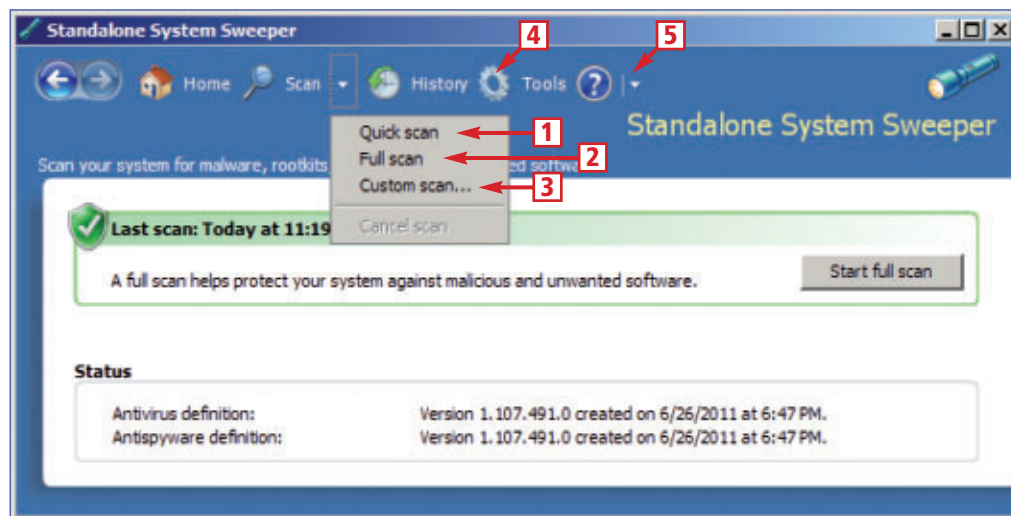 Standalone System Sweeper
4
5
Home Scan History Tools ?
Quick scan
1
Standalone System Sweeper
Full scan
2
Scan your system for malware, rootkits
Custom scan...
3
Last scan: Today at 11:19
Cancel scan
A full scan helps protect your system against malicious and unwanted software.
Start full scan
Status
Antivirus definition: Version 1.107.491.0 created on 6/26/2011 at 6:47 PM.
Antispyware definition: Version 1.107.491.0 created on 6/26/2011 at 6:47 PM.